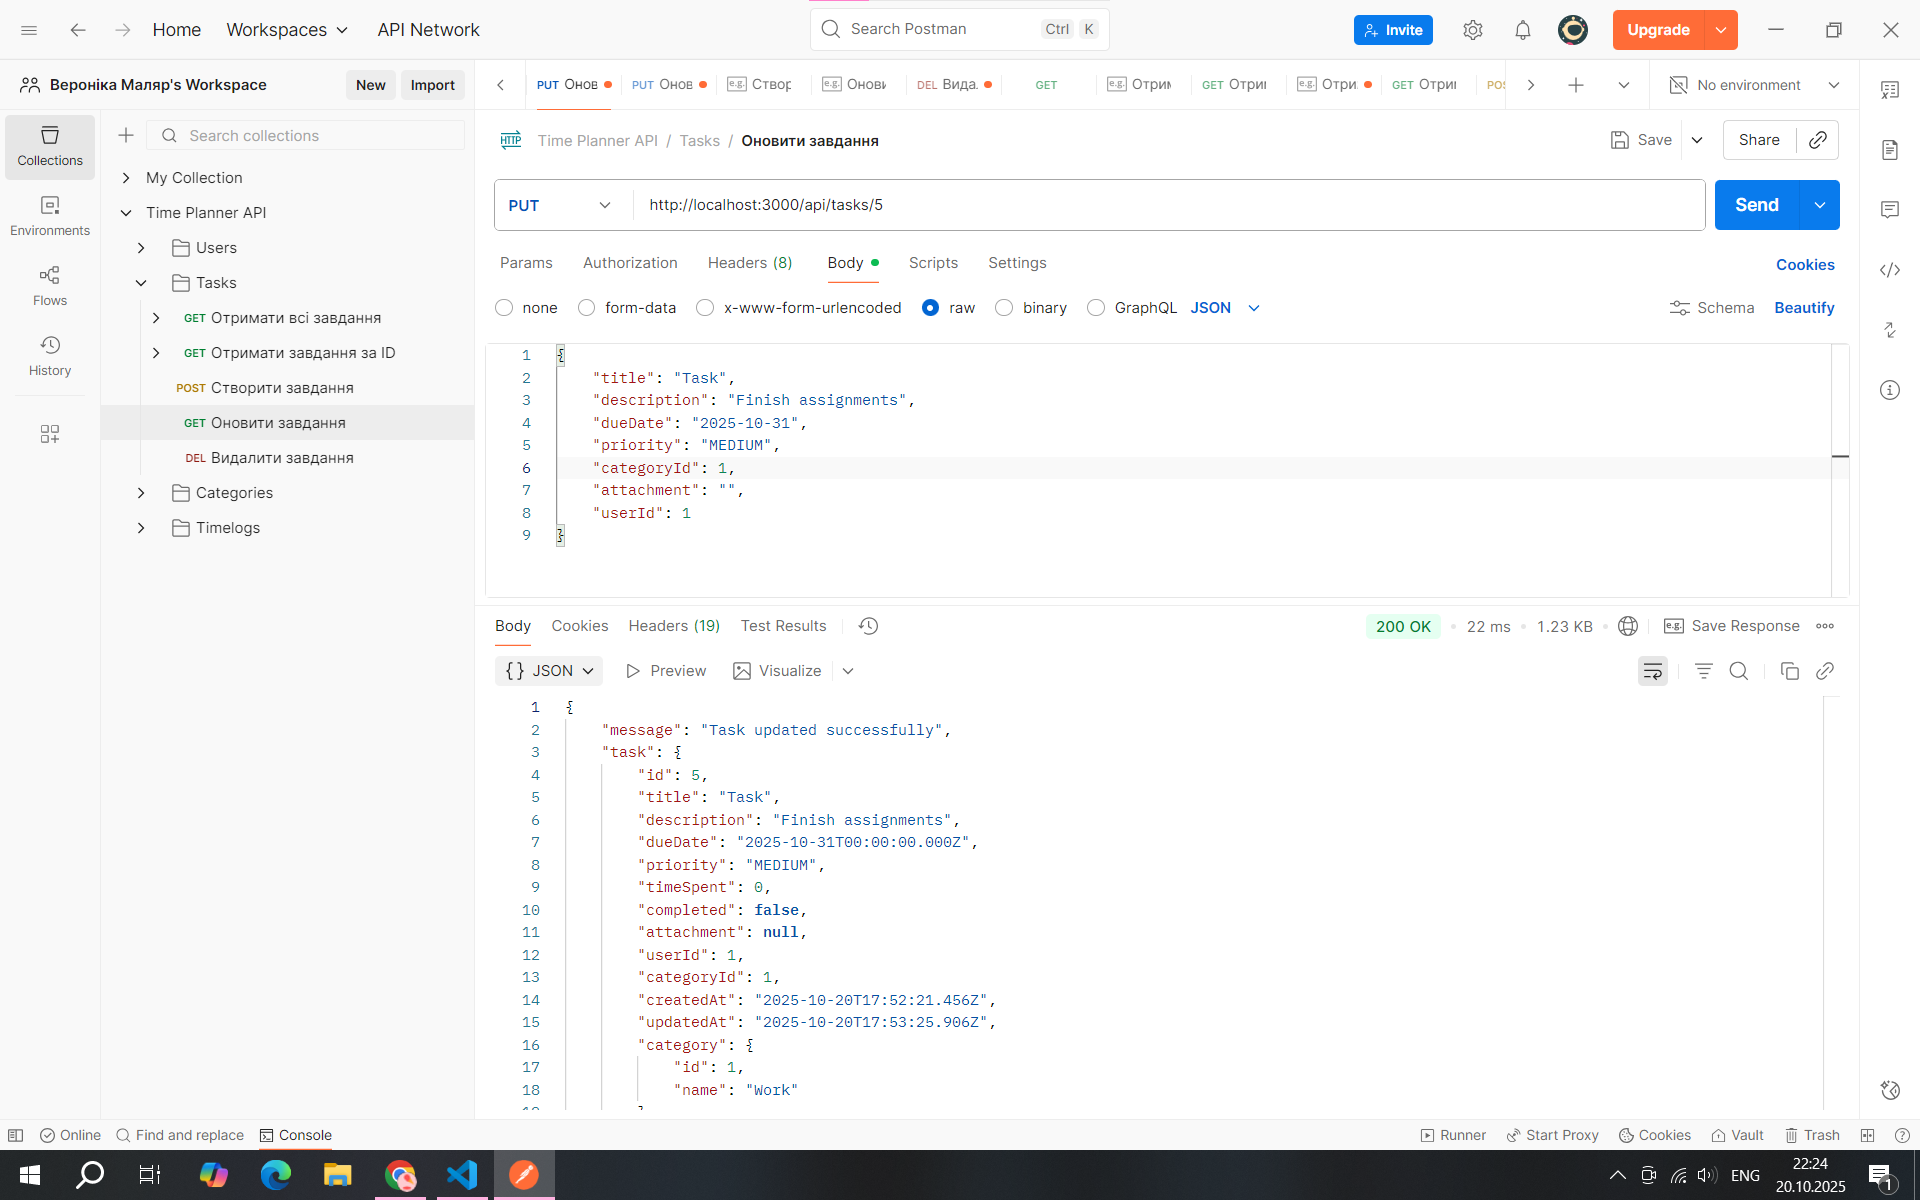 Home Workspaces API Network Search Postman Ctrl K Invite Upgrade
Вероніка Маляр's Workspace New Import PUT Онов PUT Онов e.g. Створ e.g. Онови DEL Вида. GET e.g. Отрим GET Отрим e.g. Отри. GET Отрим POS No environment
Collections
Environments
Flows
History
Search collections
My Collection
Time Planner API
Users
Tasks
GET Отримати всі завдання
GET Отримати завдання за ID
POST Створити завдання
GET Оновити завдання
DEL Видалити завдання
Categories
Timelogs
HTTP Time Planner API / Tasks / Оновити завдання Save Share
PUT http://localhost:3000/api/tasks/5 Send
Params Authorization Headers (8) Body Scripts Settings Cookies
none form-data x-www-form-urlencoded raw binary GraphQL JSON Schema Beautify
1 {
2 "title": "Task",
3 "description": "Finish assignments",
4 "dueDate": "2025-10-31",
5 "priority": "MEDIUM",
6 "categoryId": 1,
7 "attachment": "",
8 "userId": 1
9 }
Body Cookies Headers (19) Test Results 200 OK 22 ms 1.23 KB e.g. Save Response
{} JSON Preview Visualize
1 {
2 "message": "Task updated successfully",
3 "task": {
4 "id": 5,
5 "title": "Task",
6 "description": "Finish assignments",
7 "dueDate": "2025-10-31T00:00:00.000Z",
8 "priority": "MEDIUM",
9 "timeSpent": 0,
10 "completed": false,
11 "attachment": null,
12 "userId": 1,
13 "categoryId": 1,
14 "createdAt": "2025-10-20T17:52:21.456Z",
15 "updatedAt": "2025-10-20T17:53:25.906Z",
16 "category": {
17 "id": 1,
18 "name": "Work"
Online Find and replace Console Runner Start Proxy Cookies Vault Trash
ENG 22:24 1
20.10.2025